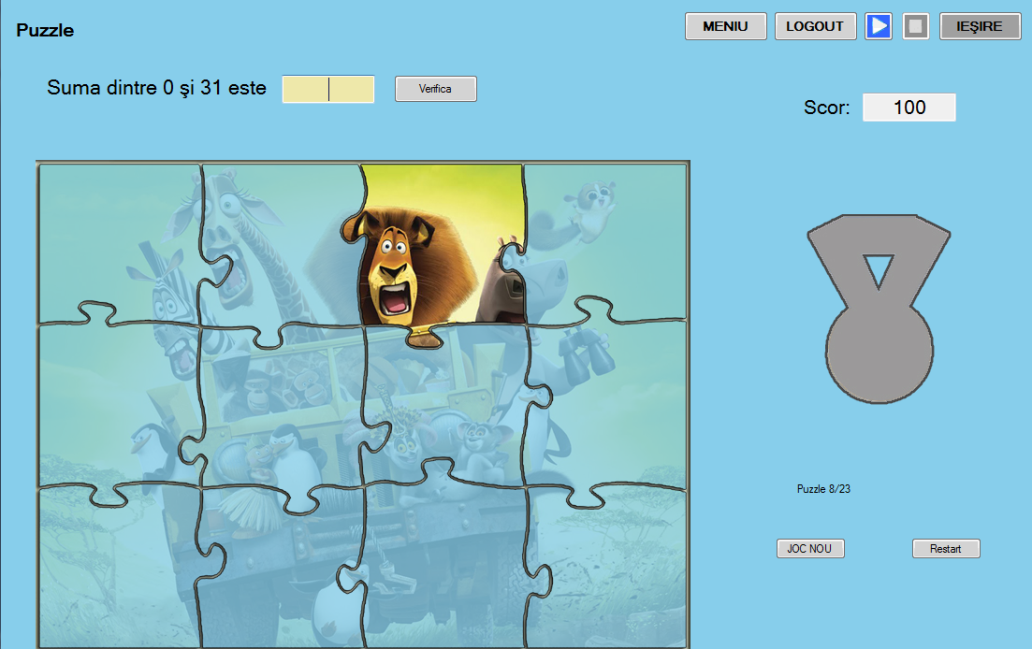 Puzzle
MENIU
LOGOUT
IEŞIRE
Suma dintre 0 şi 31 este
Verifica
Scor: 100
Puzzle 8/23
JOC NOU
Restart